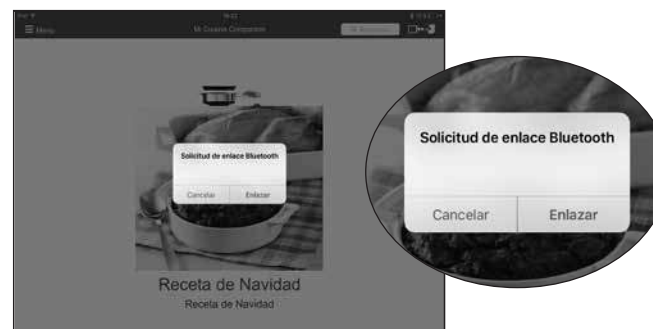 Menu
Mi Cuisine Companion
Solicitud de enlace Bluetooth
Cancelar
Enlazar
Receta de Navidad
Receta de Navidad
Solicitud de enlace Bluetooth
Cancelar
Enlazar